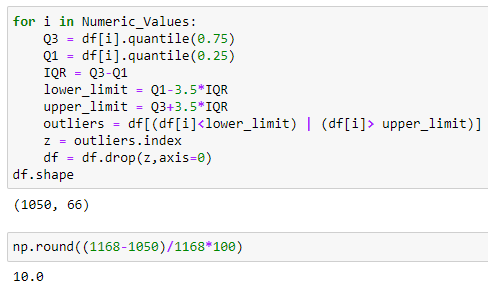 for i in Numeric_Values:
    Q3 = df[i].quantile(0.75)
    Q1 = df[i].quantile(0.25)
    IQR = Q3-Q1
    lower_limit = Q1-3.5*IQR
    upper_limit = Q3+3.5*IQR
    outliers = df[(df[i]<lower_limit) | (df[i]> upper_limit)]
    z = outliers.index
    df = df.drop(z,axis=0)
df.shape
(1050, 66)
np.round((1168-1050)/1168*100)
10.0